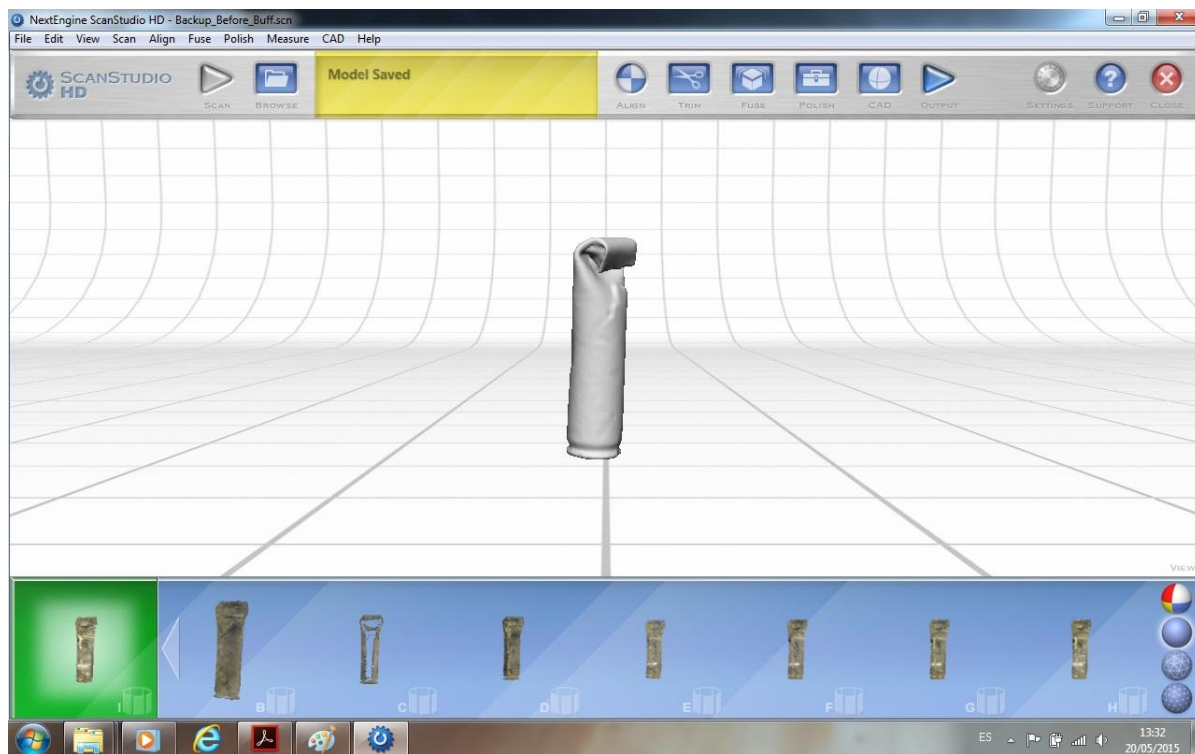 NextEngine ScanStudio HD - Backup_Before_Buff.scn
File Edit View Scan Align Fuse Polish Measure CAD Help
SCANSTUDIO
HD
SCAN
BROWSE
Model Saved
ALIGN
TRIM
FUSE
POLISH
CAD
OUTPUT
SETTINGS
SUPPORT
CLOSE
VIEW
I
B
C
D
E
F
G
H
ES
13:32
20/05/2015